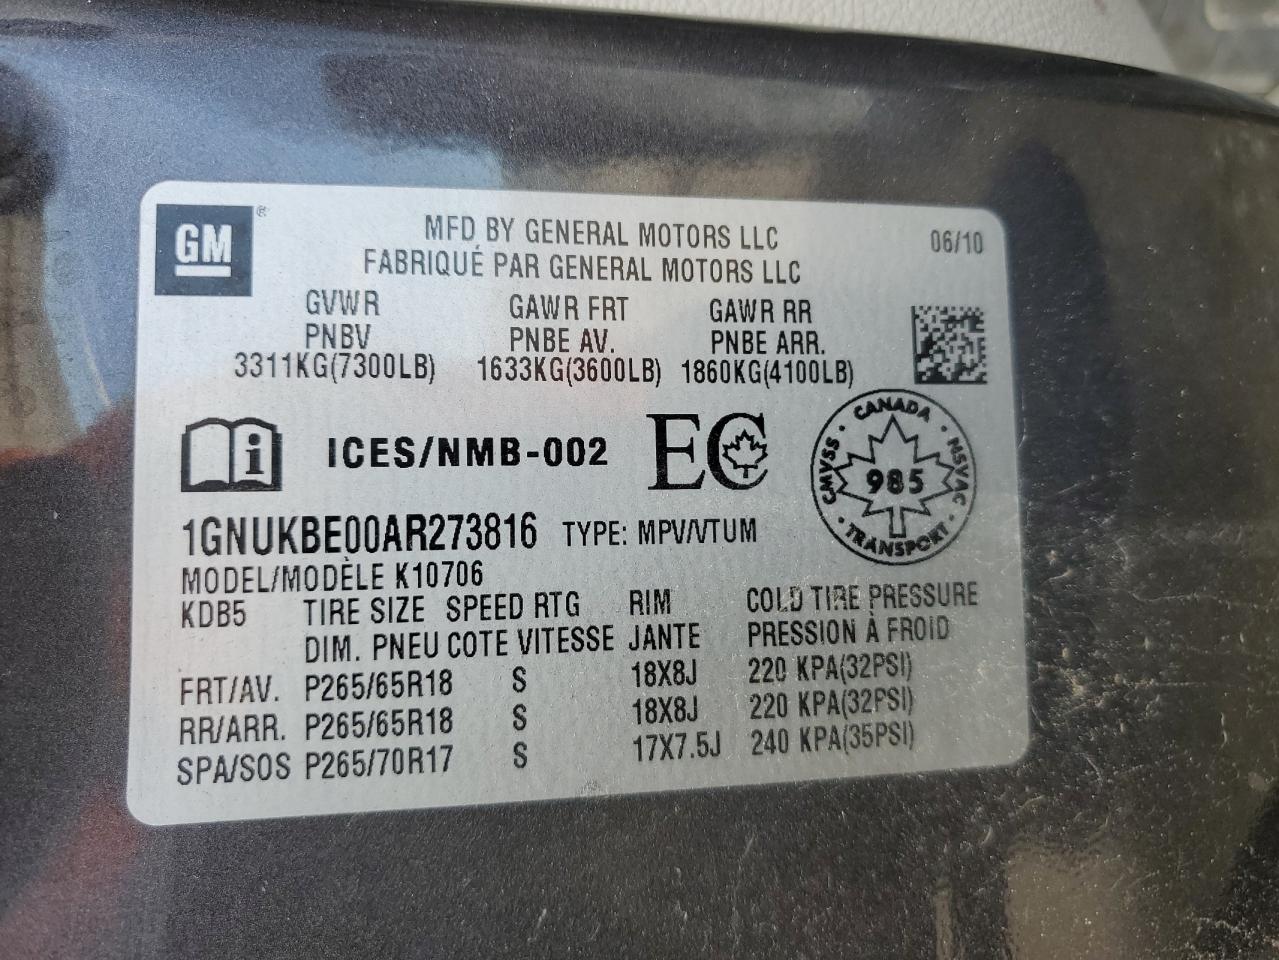 GM®
MFD BY GENERAL MOTORS LLC
06/10
FABRIQUÉ PAR GENERAL MOTORS LLC
GVWR GAWR FRT GAWR RR
PNBV PNBE AV. PNBE ARR.
3311KG(7300LB) 1633KG(3600LB) 1860KG(4100LB)
i ICES/NMB-002 EC
CANADA
CMVSS · NSVAC
985
TRANSPORT
1GNUKBE00AR273816 TYPE: MPV/VTUM
MODEL/MODÈLE K10706
KDB5 TIRE SIZE SPEED RTG RIM COLD TIRE PRESSURE
DIM. PNEU COTE VITESSE JANTE PRESSION À FROID
FRT/AV. P265/65R18 S 18X8J 220 KPA(32PSI)
RR/ARR. P265/65R18 S 18X8J 220 KPA(32PSI)
SPA/SOS P265/70R17 S 17X7.5J 240 KPA(35PSI)